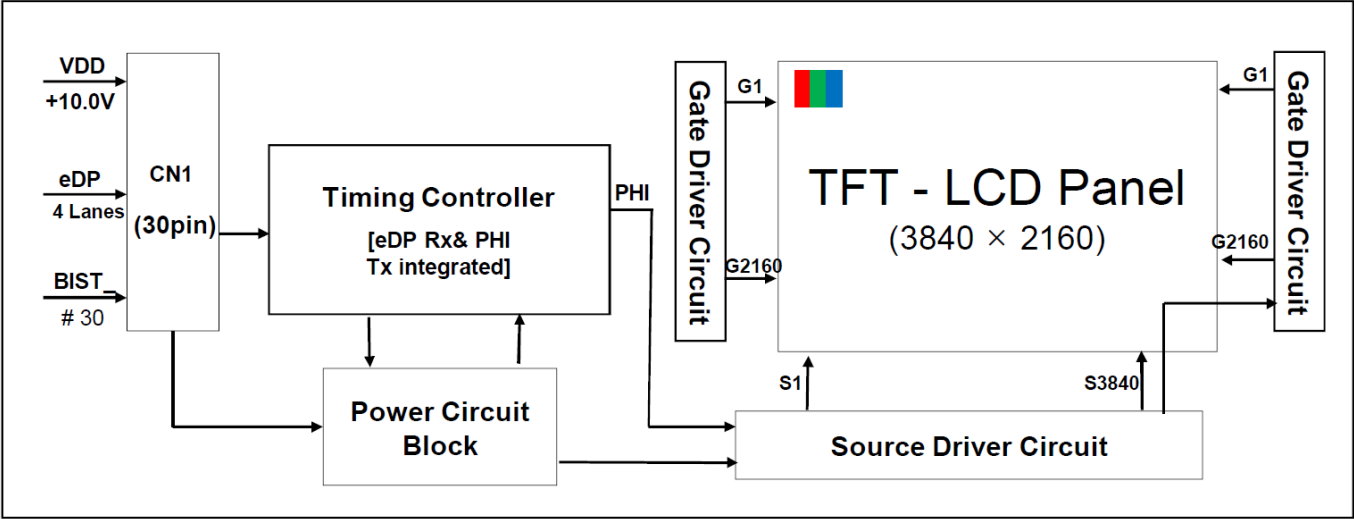 VDD
+10.0V
eDP
4 Lanes
BIST_
# 30
CN1
(30pin)
Timing Controller
[eDP Rx& PHI
Tx integrated]
PHI
Power Circuit
Block
Gate Driver Circuit
G1
G2160
TFT - LCD Panel
(3840 × 2160)
G1
G2160
Gate Driver Circuit
S1
S3840
Source Driver Circuit